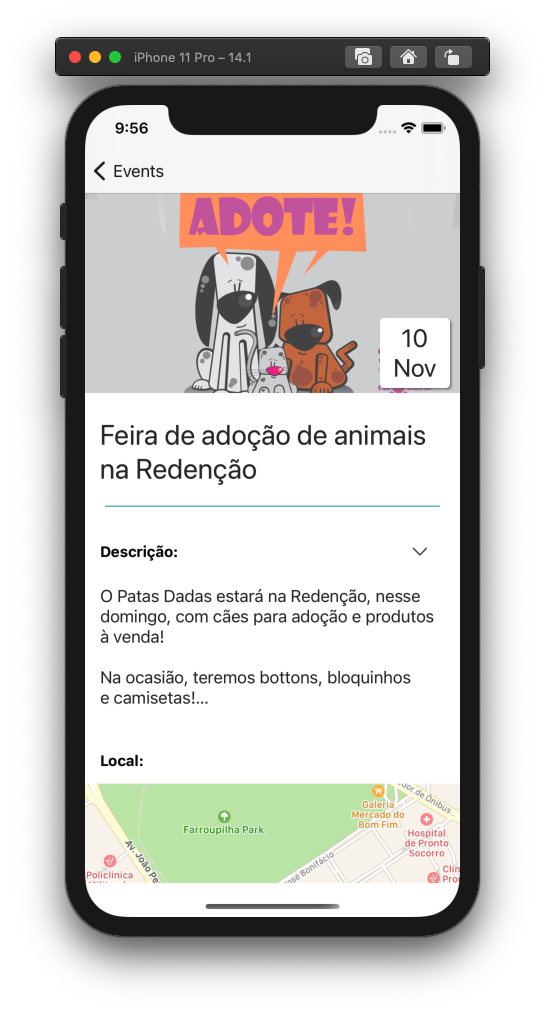 iPhone 11 Pro – 14.1
9:56
Events
ADOTE!
10
Nov
Feira de adoção de animais
na Redenção
Descrição:
O Patas Dadas estará na Redenção, nesse
domingo, com cães para adoção e produtos
à venda!
Na ocasião, teremos bottons, bloquinhos
e camisetas!...
Local:
Farroupilha Park
Galeria
Mercado do
Bom Fim
dor de Ônibus
Hospital
de Pronto
Socorro
Av. João Pe
José Bonifácio
Policlínica
Clín